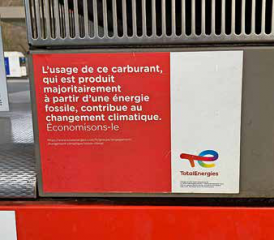 L'usage de ce carburant,
qui est produit
majoritairement
à partir d'une énergie
fossile, contribue au
changement climatique.
Économisons-le
TotalEnergies